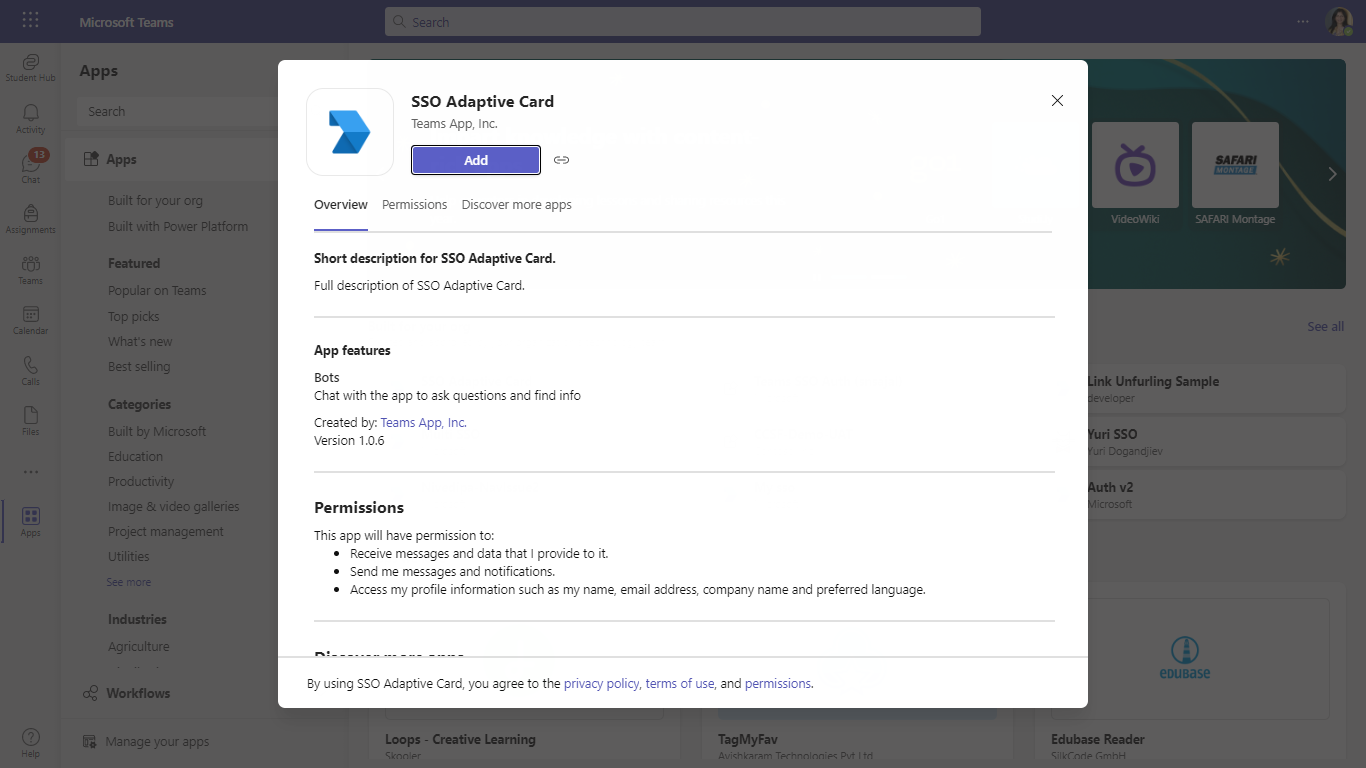 Microsoft Teams
Search
Student Hub
Activity
13
Chat
Assignments
Teams
Calendar
Calls
Files
Apps
Help
Apps
Search
Apps
Built for your org
Built with Power Platform
Featured
Popular on Teams
Top picks
What's new
Best selling
Categories
Built by Microsoft
Education
Productivity
Image & video galleries
Project management
Utilities
See more
Industries
Agriculture
Workflows
Manage your apps
SSO Adaptive Card
Teams App, Inc.
Add
Overview Permissions Discover more apps
Short description for SSO Adaptive Card.
Full description of SSO Adaptive Card.
App features
Bots
Chat with the app to ask questions and find info
Created by: Teams App, Inc.
Version 1.0.6
Permissions
This app will have permission to:
Receive messages and data that I provide to it.
Send me messages and notifications.
Access my profile information such as my name, email address, company name and preferred language.
Discover more apps
By using SSO Adaptive Card, you agree to the privacy policy, terms of use, and permissions.
SAFARI
MONTAGE
VideoWiki
SAFARI Montage
See all
Link Unfurling Sample
developer
Yuri SSO
Yuri Dogandjiev
Auth v2
Microsoft
EDUBASE
Loops - Creative Learning
Skooler
TagMyFav
Avishkaram Technologies Pvt Ltd
Edubase Reader
SilkCode GmbH